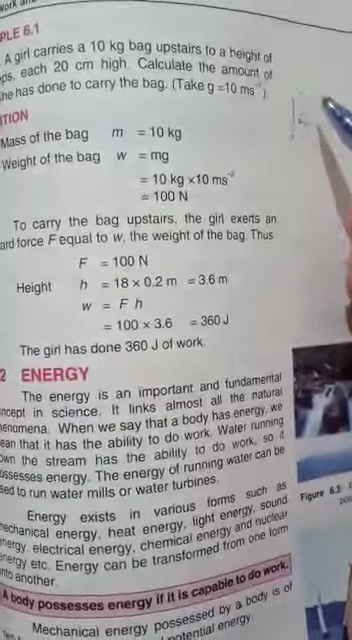 PLE 6.1
A girl carries a 10 kg bag upstairs to a height of
ps, each 20 cm high. Calculate the amount of
he has done to carry the bag. (Take g =10 ms
TION
Mass of the bag m = 10 kg
Weight of the bag w = mg
= 10 kg ×10 ms⁻²
= 100 N
To carry the bag upstairs, the girl exerts an
ard force F equal to w, the weight of the bag. Thus
F = 100 N
Height h = 18 × 0.2 m = 3.6 m
w = F h
= 100 × 3.6 = 360 J
The girl has done 360 J of work.
2 ENERGY
The energy is an important and fundamental
ncept in science. It links almost all the natural
enomena. When we say that a body has energy, we
ean that it has the ability to do work. Water running
own the stream has the ability to do work, so it
ossesses energy. The energy of running water can be
sed to run water mills or water turbines.
Energy exists in various forms such as
echanical energy, heat energy, light energy, sound
nergy, electrical energy, chemical energy and nuclear
nergy etc. Energy can be transformed from one form
nto another.
Figure 6.3:
A body possesses energy if it is capable to do work.
Mechanical energy possessed by a body is of
potential energy